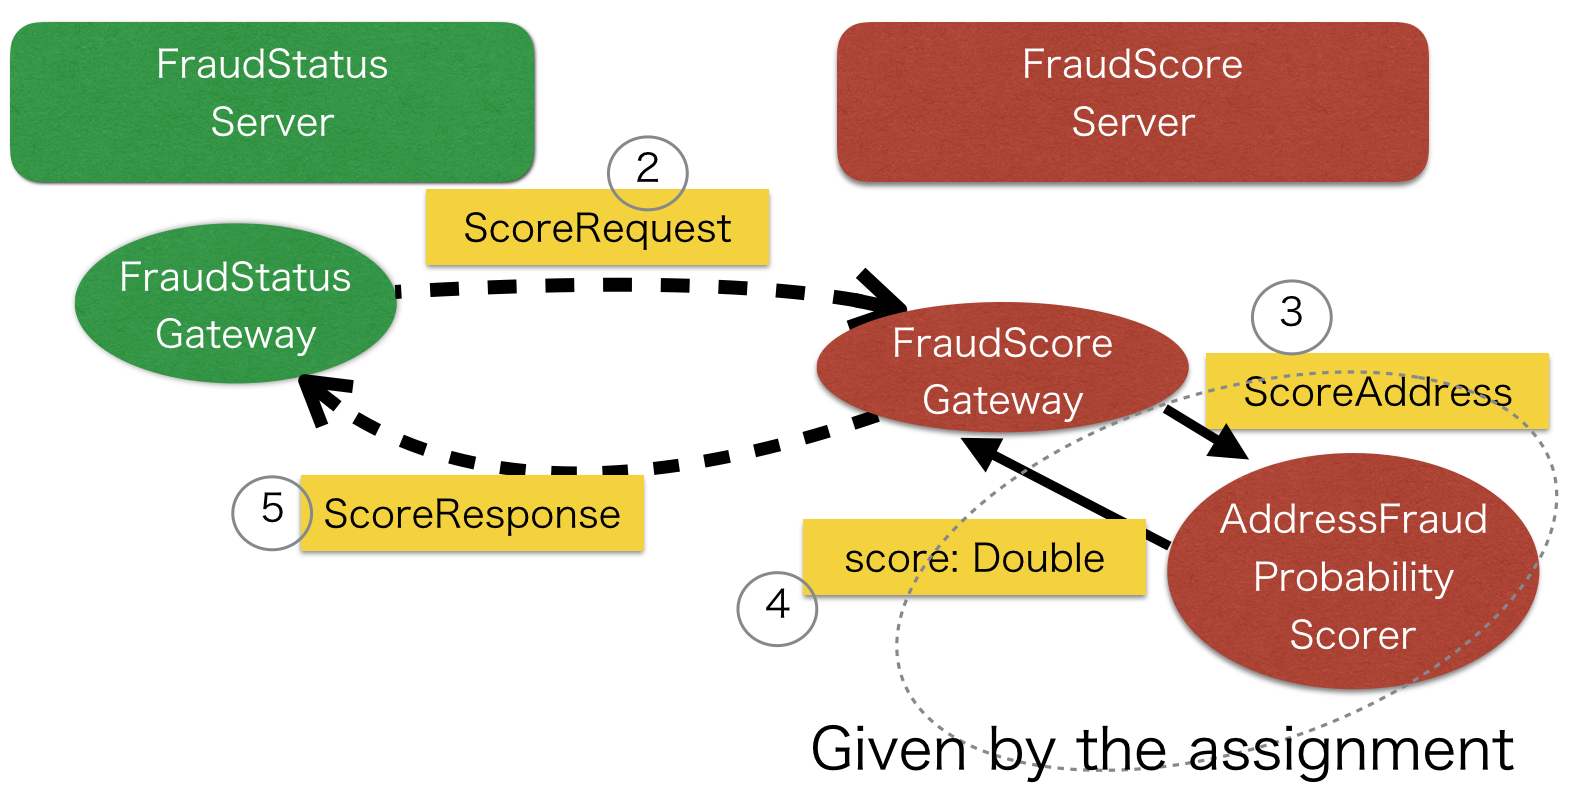 FraudStatus
Server
FraudScore
Server
2
ScoreRequest
FraudStatus
Gateway
FraudScore
Gateway
3
ScoreAddress
5
ScoreResponse
score: Double
4
AddressFraud
Probability
Scorer
Given by the assignment